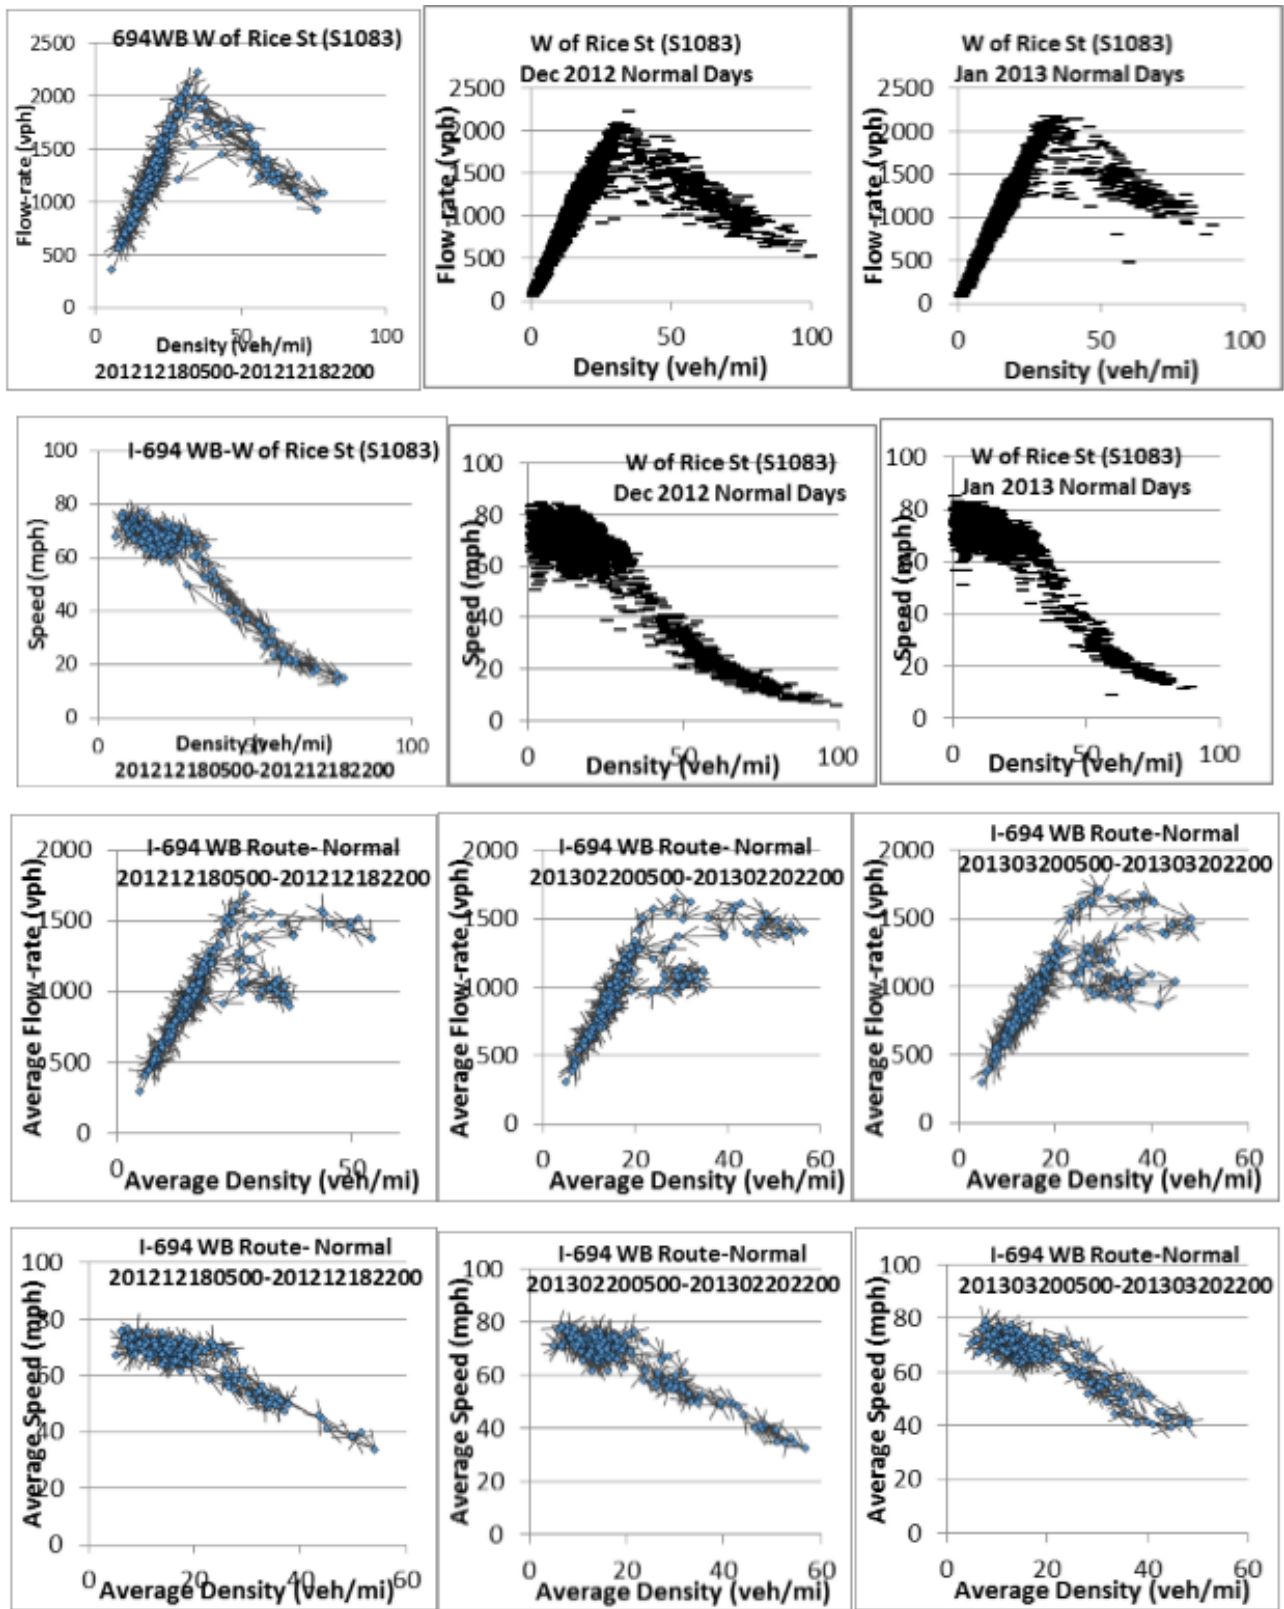 694WB W of Rice St (S1083)
Flow-rate (vph)
2500
2000
1500
1000
500
0
0
50
100
Density (veh/mi)
201212180500-201212182200
W of Rice St (S1083)
Dec 2012 Normal Days
Flow-rate (vph)
2500
2000
1500
1000
500
0
0
50
100
Density (veh/mi)
W of Rice St (S1083)
Jan 2013 Normal Days
Flow-rate (vph)
2500
2000
1500
1000
500
0
0
50
100
Density (veh/mi)
I-694 WB-W of Rice St (S1083)
Speed (mph)
100
80
60
40
20
0
0
50
100
Density (veh/mi)
201212180500-201212182200
W of Rice St (S1083)
Dec 2012 Normal Days
Speed (mph)
100
80
60
40
20
0
0
50
100
Density (veh/mi)
W of Rice St (S1083)
Jan 2013 Normal Days
Speed (mph)
100
80
60
40
20
0
0
50
100
Density (veh/mi)
I-694 WB Route- Normal
201212180500-201212182200
Average Flow-rate (vph)
2000
1500
1000
500
0
0
50
Average Density (veh/mi)
I-694 WB Route- Normal
201302200500-201302202200
Average Flow-rate (vph)
2000
1500
1000
500
0
0
20
40
60
Average Density (veh/mi)
I-694 WB Route-Normal
201303200500-201303202200
Average Flow-rate (vph)
2000
1500
1000
500
0
0
20
40
60
Average Density (veh/mi)
I-694 WB Route- Normal
201212180500-201212182200
Average Speed (mph)
100
80
60
40
20
0
0
20
40
60
Average Density (veh/mi)
I-694 WB Route-Normal
201302200500-201302202200
Average Speed (mph)
100
80
60
40
20
0
0
20
40
60
Average Density (veh/mi)
I-694 WB Route-Normal
201303200500-201303202200
Average Speed (mph)
100
80
60
40
20
0
0
20
40
60
Average Density (veh/mi)